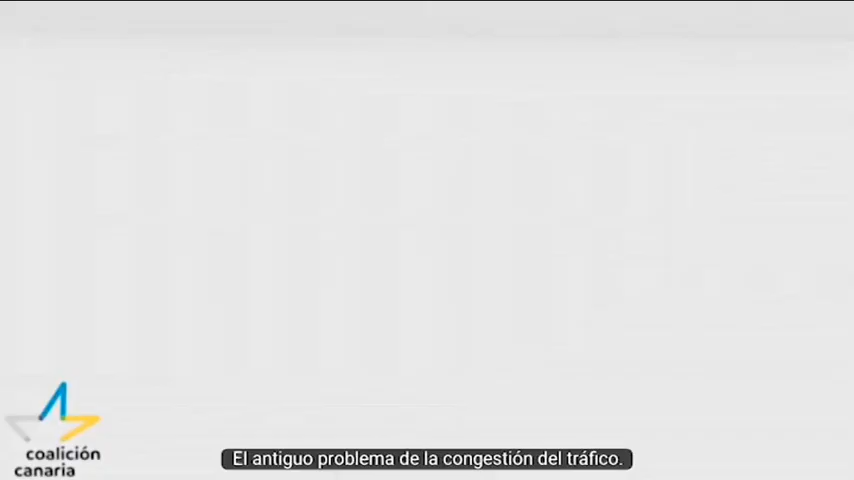 coalición
canaria
El antiguo problema de la congestión del tráfico.